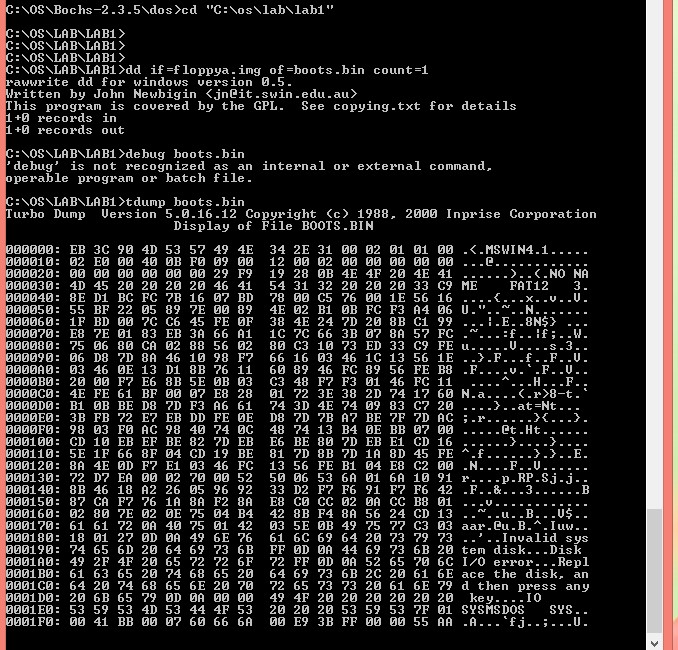 C:\OS\Bochs-2.3.5\dos>cd "C:\os\lab\lab1"
C:\OS\LAB\LAB1>
C:\OS\LAB\LAB1>
C:\OS\LAB\LAB1>
C:\OS\LAB\LAB1>dd if=floppya.img of=boots.bin count=1
rawwrite dd for windows version 0.5.
Written by John Newbigin <jn@it.swin.edu.au>
This program is covered by the GPL.  See copying.txt for details
1+0 records in
1+0 records out
C:\OS\LAB\LAB1>debug boots.bin
'debug' is not recognized as an internal or external command,
operable program or batch file.
C:\OS\LAB\LAB1>tdump boots.bin
Turbo Dump  Version 5.0.16.12 Copyright (c) 1988, 2000 Inprise Corporation
Display of File BOOTS.BIN
000000: EB 3C 90 4D 53 57 49 4E  34 2E 31 00 02 01 01 00 .<.MSWIN4.1.....
000010: 02 E0 00 40 0B F0 09 00  12 00 02 00 00 00 00 00 ...@............
000020: 00 00 00 00 00 00 29 F9  19 28 0B 4E 4F 20 4E 41 ......)..(.NO NA
000030: 4D 45 20 20 20 20 46 41  54 31 32 20 20 20 33 C9 ME    FAT12   3.
000040: 8E D1 BC FC 7B 16 07 BD  78 00 C5 76 00 1E 56 16 ....{...x..v..V.
000050: 55 BF 22 05 89 7E 00 89  4E 02 B1 0B FC F3 A4 06 U."..~..N.......
000060: 1F BD 00 7C C6 45 FE 0F  38 4E 24 7D 20 8B C1 99 ...|.E..8N$} ...
000070: E8 7E 01 83 EB 3A 66 A1  1C 7C 66 3B 07 8A 57 FC .~...:f..|f;..W.
000080: 75 06 80 CA 02 88 56 02  80 C3 10 73 ED 33 C9 FE u.....V....s.3..
000090: 06 D8 7D 8A 46 10 98 F7  66 16 03 46 1C 13 56 1E ..}.F...f..F..V.
0000A0: 03 46 0E 13 D1 8B 76 11  60 89 46 FC 89 56 FE B8 .F....v.`.F..V..
0000B0: 20 00 F7 E6 8B 5E 0B 03  C3 48 F7 F3 01 46 FC 11  ....^...H...F..
0000C0: 4E FE 61 BF 00 07 E8 28  01 72 3E 38 2D 74 17 60 N.a....(.r>8-t.`
0000D0: B1 0B BE D8 7D F3 A6 61  74 3D 4E 74 09 83 C7 20 ....}..at=Nt...
0000E0: 3B FB 72 E7 EB DD FE 0E  D8 7D 7B A7 BE 7F 7D AC ;.r......}{...}.
0000F0: 98 03 F0 AC 98 40 74 0C  48 74 13 B4 0E BB 07 00 .....@t.Ht......
000100: CD 10 EB EF BE 82 7D EB  E6 BE 80 7D EB E1 CD 16 ......}....}....
000110: 5E 1F 66 8F 04 CD 19 BE  81 7D 8B 7D 1A 8D 45 FE ^.f......}.}..E.
000120: 8A 4E 0D F7 E1 03 46 FC  13 56 FE B1 04 E8 C2 00 .N....F..V......
000130: 72 D7 EA 00 02 70 00 52  50 06 53 6A 01 6A 10 91 r....p.RP.Sj.j..
000140: 8B 46 18 A2 26 05 96 92  33 D2 F7 F6 91 F7 F6 42 .F..&...3......B
000150: 87 CA F7 76 1A 8A F2 8A  E8 C0 CC 02 0A CC B8 01 ...v............
000160: 02 80 7E 02 0E 75 04 B4  42 8B F4 8A 56 24 CD 13 ..~..u..B...V$..
000170: 61 61 72 0A 40 75 01 42  03 5E 0B 49 75 77 C3 03 aar.@u.B.^.Iuw..
000180: 18 01 27 0D 0A 49 6E 76  61 6C 69 64 20 73 79 73 ..'..Invalid sys
000190: 74 65 6D 20 64 69 73 6B  FF 0D 0A 44 69 73 6B 20 tem disk...Disk
0001A0: 49 2F 4F 20 65 72 72 6F  72 FF 0D 0A 52 65 70 6C I/O error...Repl
0001B0: 61 63 65 20 74 68 65 20  64 69 73 6B 2C 20 61 6E ace the disk, an
0001C0: 64 20 74 68 65 6E 20 70  72 65 73 73 20 61 6E 79 d then press any
0001D0: 20 6B 65 79 0D 0A 00 00  49 4F 20 20 20 20 20 20  key....IO
0001E0: 53 59 53 4D 53 44 4F 53  20 20 20 53 59 53 7F 01 SYSMSDOS   SYS..
0001F0: 00 41 BB 00 07 60 66 6A  00 E9 3B FF 00 00 55 AA .A...`fj..;...U.